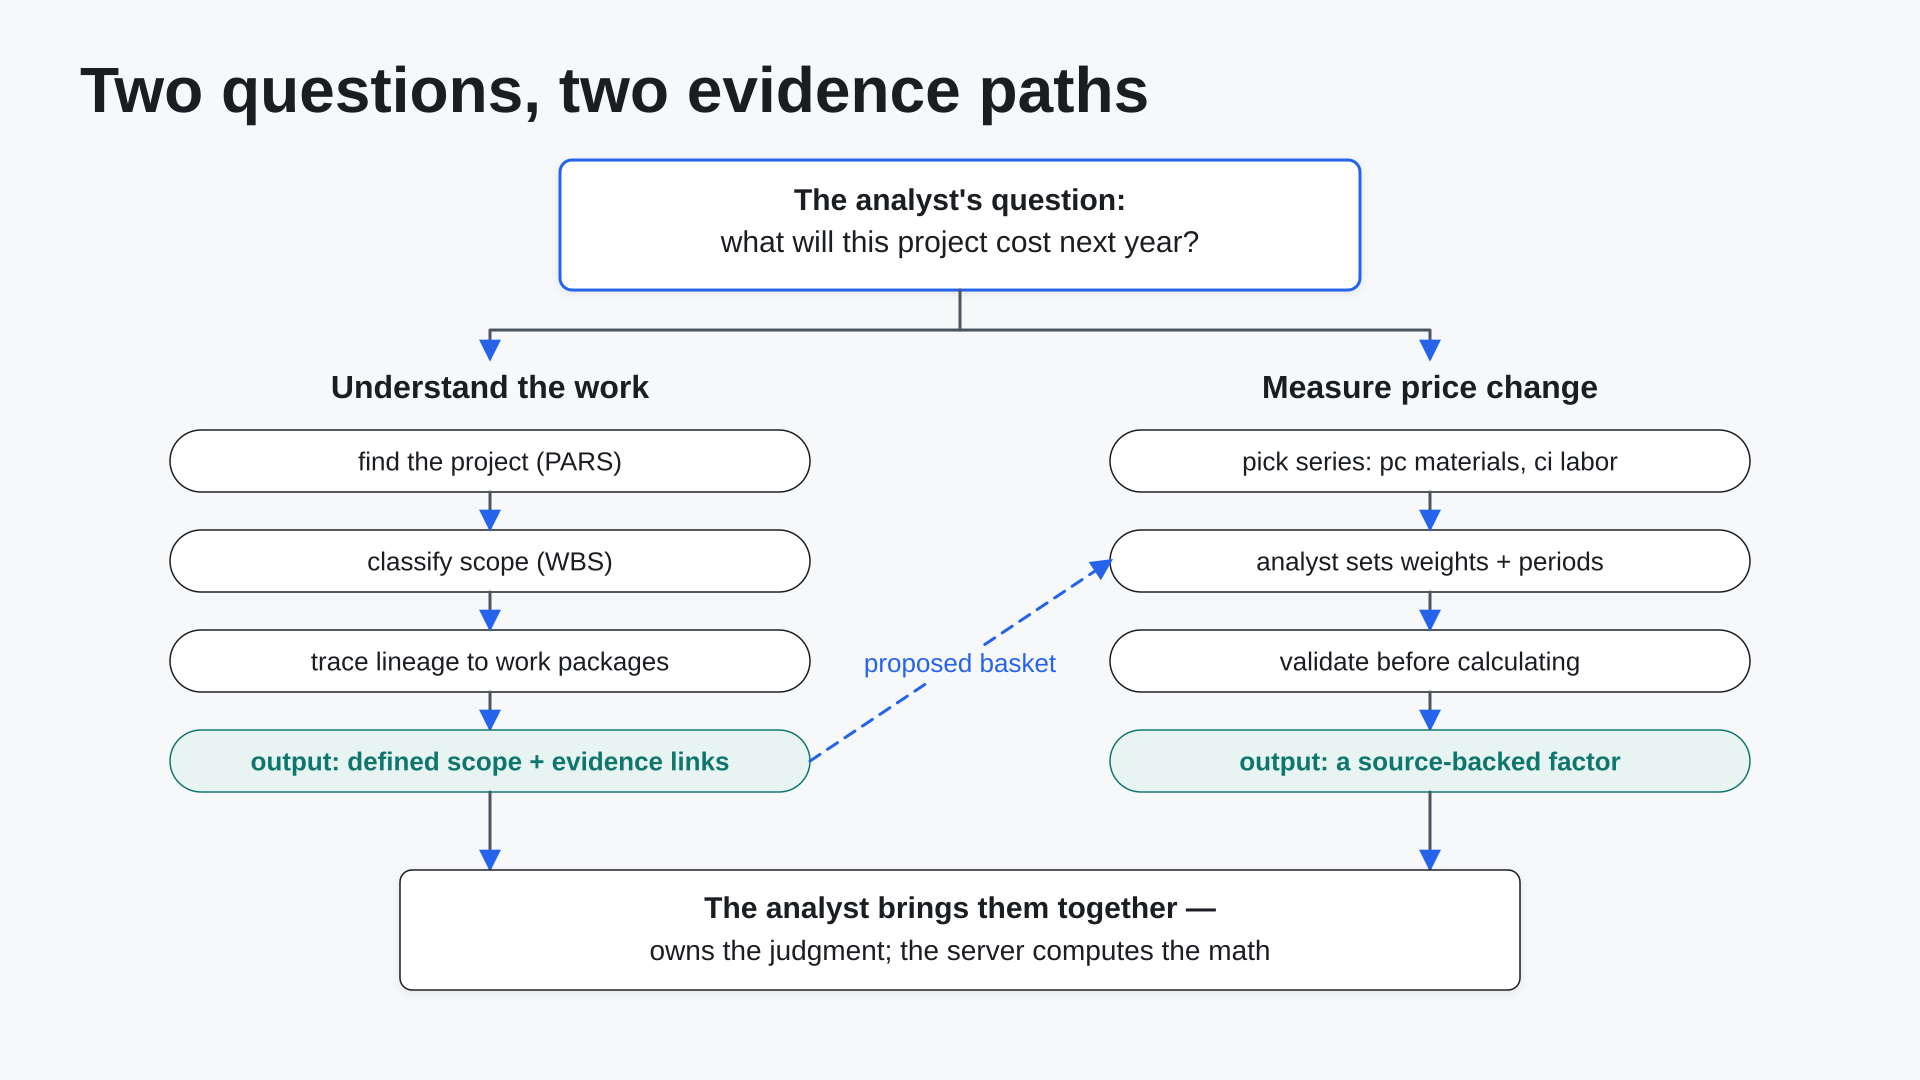 Two questions, two evidence paths
The analyst's question:
what will this project cost next year?
Understand the work
find the project (PARS)
classify scope (WBS)
trace lineage to work packages
output: defined scope + evidence links
proposed basket
Measure price change
pick series: pc materials, ci labor
analyst sets weights + periods
validate before calculating
output: a source-backed factor
The analyst brings them together —
owns the judgment; the server computes the math